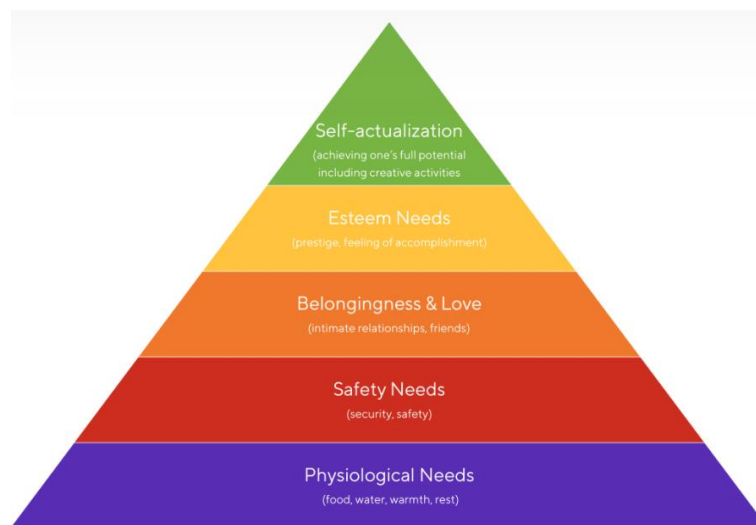 Self-actualization
(achieving one's full potential
including creative activities
Esteem Needs
(prestige, feeling of accomplishment)
Belongingness & Love
(intimate relationships, friends)
Safety Needs
(security, safety)
Physiological Needs
(food, water, warmth, rest)